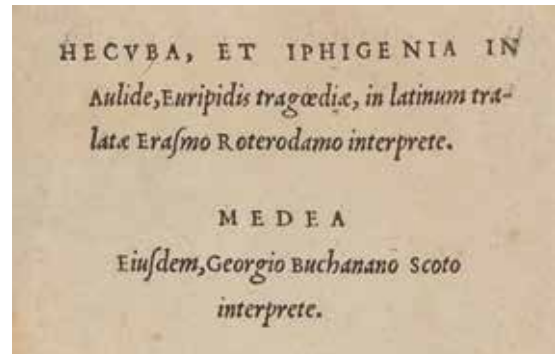 HECVBA, ET IPHIGENIA IN
Aulide, Euripidis tragœdiæ, in latinum tra-
latæ Eraſmo Roterodamo interprete.
MEDEA
Eiuſdem, Georgio Buchanano Scoto
interprete.